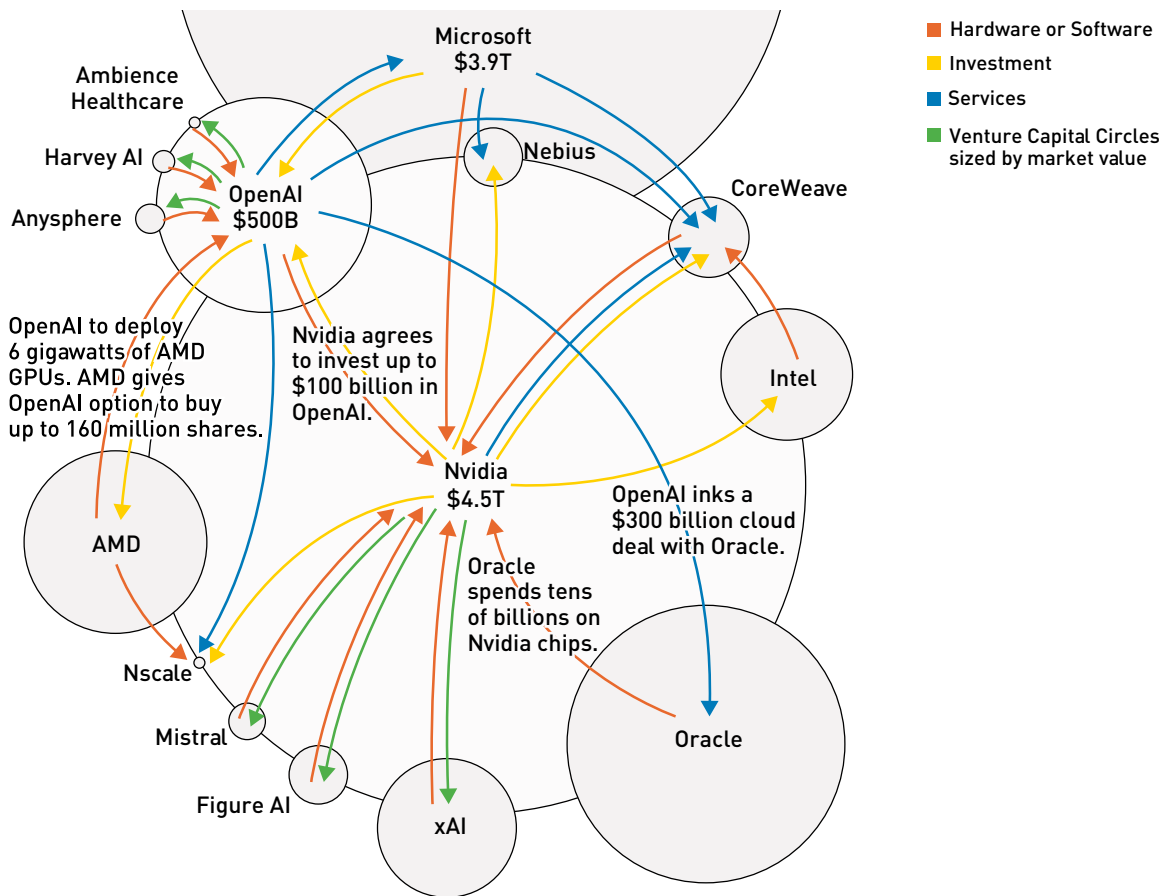 Microsoft
$3.9T
Hardware or Software
Investment
Services
Venture Capital Circles
sized by market value
Ambience
Healthcare
Harvey AI
Anysphere
OpenAI
$500B
Nebius
CoreWeave
OpenAI to deploy
6 gigawatts of AMD
GPUs. AMD gives
OpenAI option to buy
up to 160 million shares.
Nvidia agrees
to invest up to
$100 billion in
OpenAI.
Intel
Nvidia
$4.5T
OpenAI inks a
$300 billion cloud
deal with Oracle.
AMD
Oracle
spends tens
of billions on
Nvidia chips.
Nscale
Mistral
Figure AI
xAI
Oracle